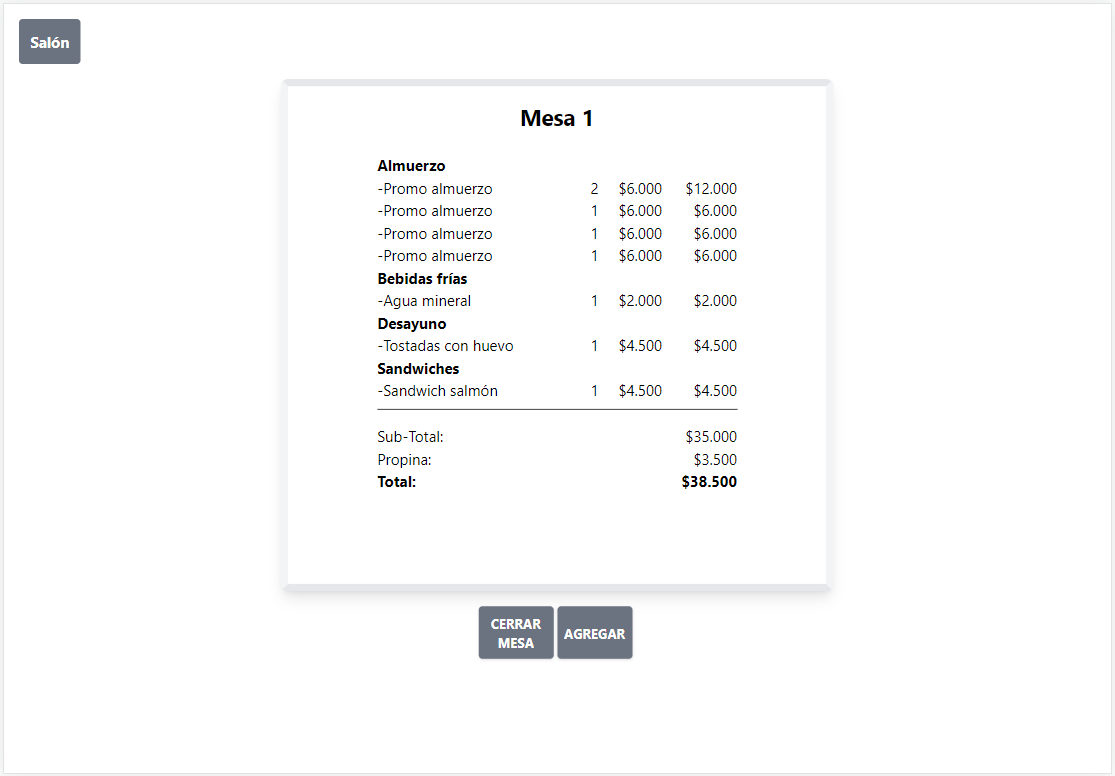 Salón
Mesa 1
Almuerzo
-Promo almuerzo 2 $6.000 $12.000
-Promo almuerzo 1 $6.000 $6.000
-Promo almuerzo 1 $6.000 $6.000
-Promo almuerzo 1 $6.000 $6.000
Bebidas frías
-Agua mineral 1 $2.000 $2.000
Desayuno
-Tostadas con huevo 1 $4.500 $4.500
Sandwiches
-Sandwich salmón 1 $4.500 $4.500
Sub-Total: $35.000
Propina: $3.500
Total: $38.500
CERRAR
MESA
AGREGAR